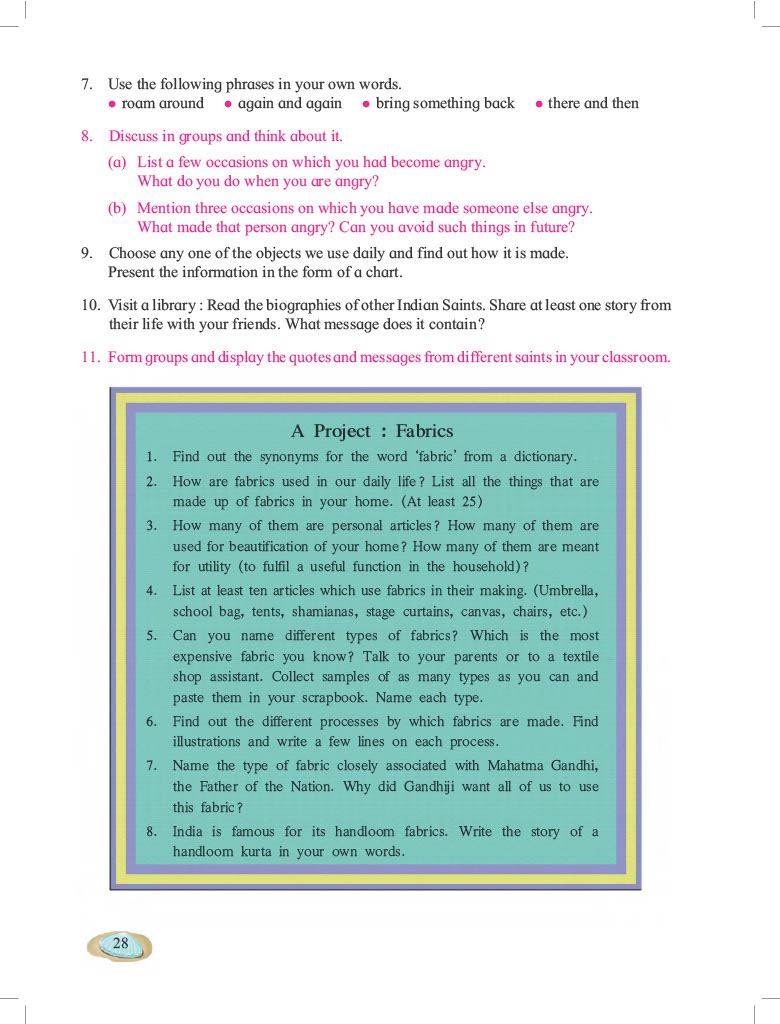 7. Use the following phrases in your own words.
• roam around • again and again • bring something back • there and then
8. Discuss in groups and think about it.
(a) List a few occasions on which you had become angry.
What do you do when you are angry?
(b) Mention three occasions on which you have made someone else angry.
What made that person angry? Can you avoid such things in future?
9. Choose any one of the objects we use daily and find out how it is made.
Present the information in the form of a chart.
10. Visit a library : Read the biographies of other Indian Saints. Share at least one story from
their life with your friends. What message does it contain?
11. Form groups and display the quotes and messages from different saints in your classroom.
A Project : Fabrics
1. Find out the synonyms for the word ‘fabric’ from a dictionary.
2. How are fabrics used in our daily life? List all the things that are
made up of fabrics in your home. (At least 25)
3. How many of them are personal articles? How many of them are
used for beautification of your home? How many of them are meant
for utility (to fulfil a useful function in the household)?
4. List at least ten articles which use fabrics in their making. (Umbrella,
school bag, tents, shamianas, stage curtains, canvas, chairs, etc.)
5. Can you name different types of fabrics? Which is the most
expensive fabric you know? Talk to your parents or to a textile
shop assistant. Collect samples of as many types as you can and
paste them in your scrapbook. Name each type.
6. Find out the different processes by which fabrics are made. Find
illustrations and write a few lines on each process.
7. Name the type of fabric closely associated with Mahatma Gandhi,
the Father of the Nation. Why did Gandhiji want all of us to use
this fabric?
8. India is famous for its handloom fabrics. Write the story of a
handloom kurta in your own words.
28